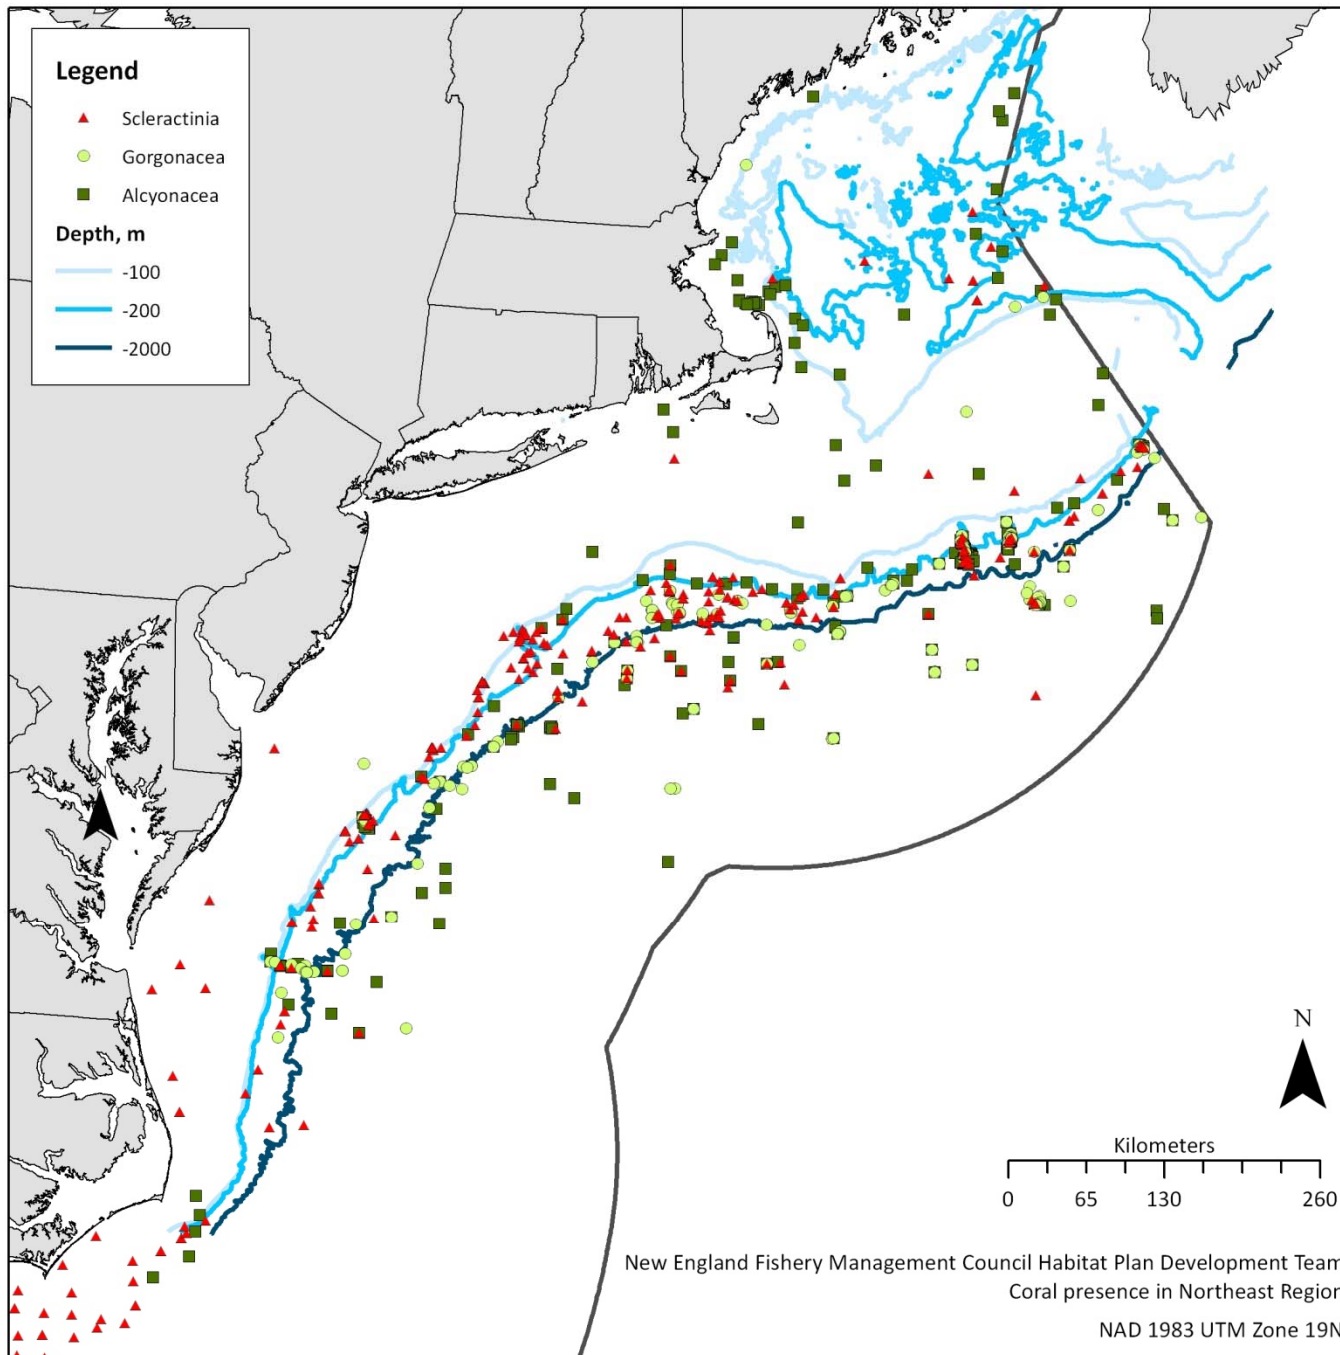 Legend
Scleractinia
Gorgonacea
Alcyonacea
Depth, m
-100
-200
-2000
N
Kilometers
0 65 130 260
New England Fishery Management Council Habitat Plan Development Team
Coral presence in Northeast Region
NAD 1983 UTM Zone 19N